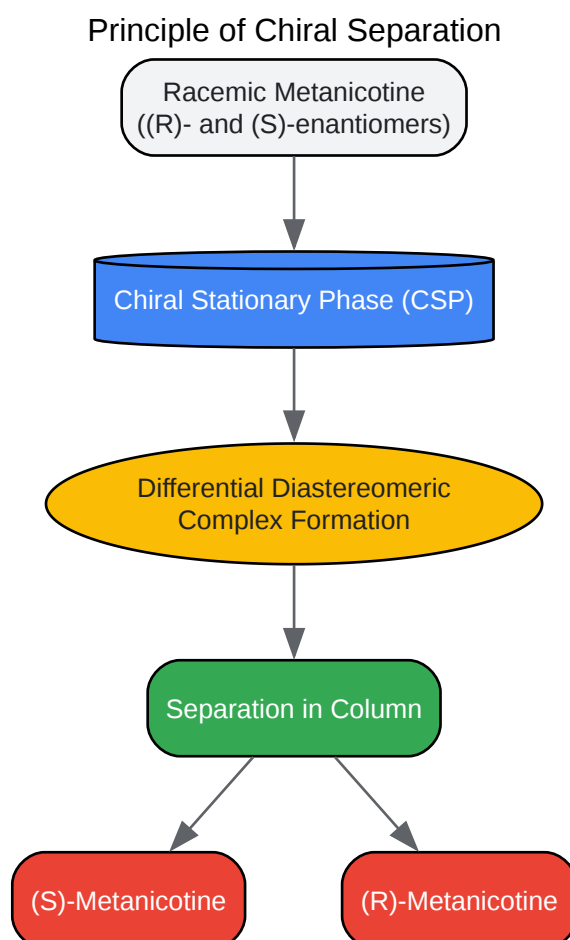 Principle of Chiral Separation
Racemic Metanicotine
((R)- and (S)-enantiomers)
Chiral Stationary Phase (CSP)
Differential Diastereomeric
Complex Formation
Separation in Column
(S)-Metanicotine
(R)-Metanicotine